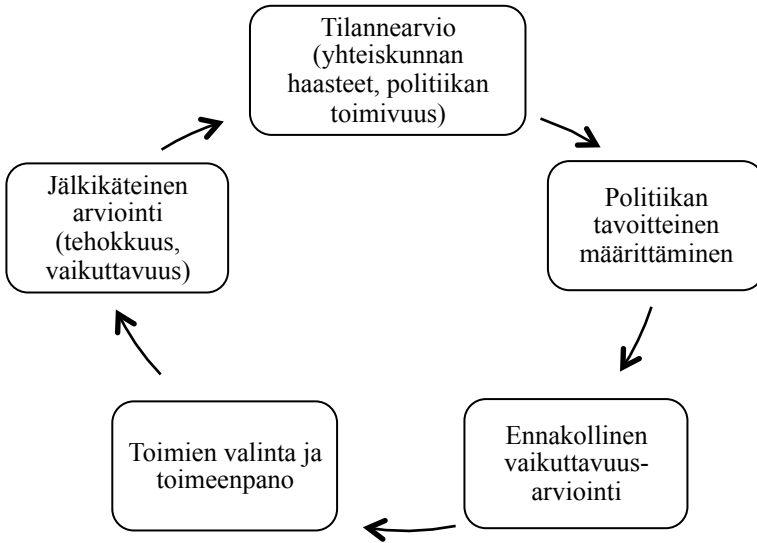 Tilannearvio
(yhteiskunnan
haasteet, politiikan
toimivuus)
Politiikan
tavoitteinen
määrittäminen
Ennakollinen
vaikuttavuus-
arviointi
Toimien valinta ja
toimeenpano
Jälkikäteinen
arviointi
(tehokkuus,
vaikuttavuus)